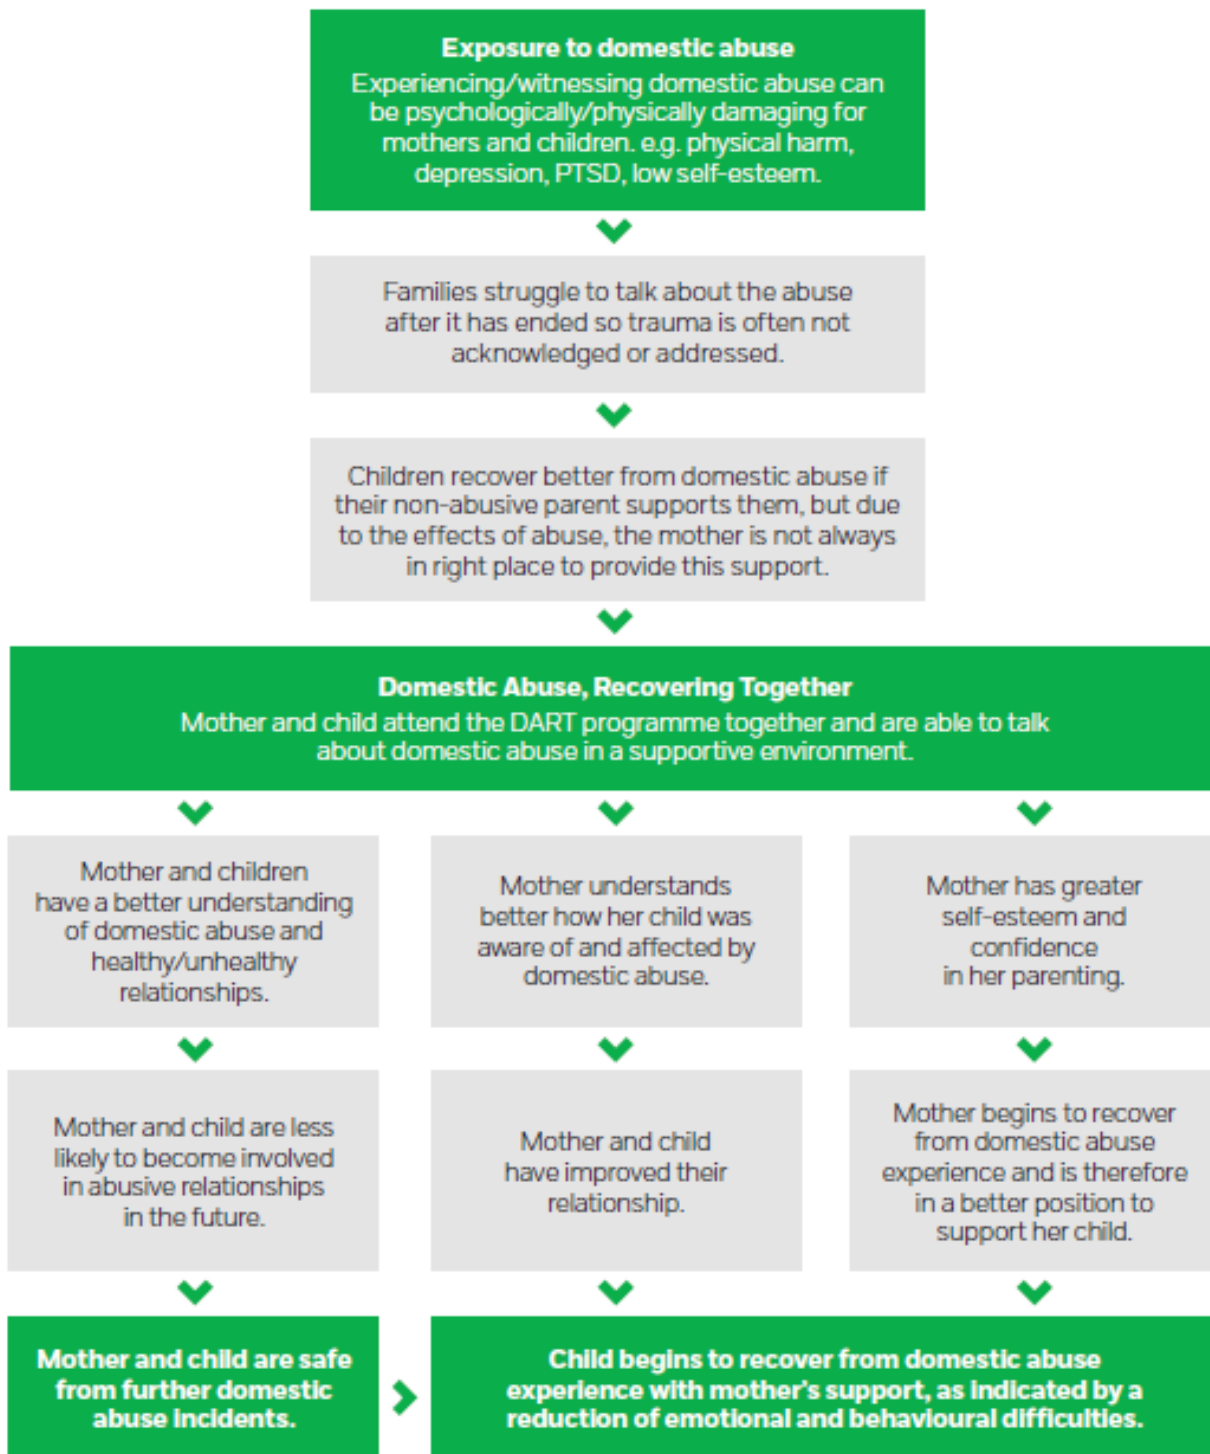 Exposure to domestic abuse
Experiencing/witnessing domestic abuse can
be psychologically/physically damaging for
mothers and children. e.g. physical harm,
depression, PTSD, low self-esteem.
Families struggle to talk about the abuse
after it has ended so trauma is often not
acknowledged or addressed.
Children recover better from domestic abuse if
their non-abusive parent supports them, but due
to the effects of abuse, the mother is not always
in right place to provide this support.
Domestic Abuse, Recovering Together
Mother and child attend the DART programme together and are able to talk
about domestic abuse in a supportive environment.
Mother and children
have a better understanding
of domestic abuse and
healthy/unhealthy
relationships.
Mother understands
better how her child was
aware of and affected by
domestic abuse.
Mother has greater
self-esteem and
confidence
in her parenting.
Mother and child are less
likely to become involved
in abusive relationships
in the future.
Mother and child
have improved their
relationship.
Mother begins to recover
from domestic abuse
experience and is therefore
in a better position to
support her child.
Mother and child are safe
from further domestic
abuse incidents.
Child begins to recover from domestic abuse
experience with mother's support, as indicated by a
reduction of emotional and behavioural difficulties.